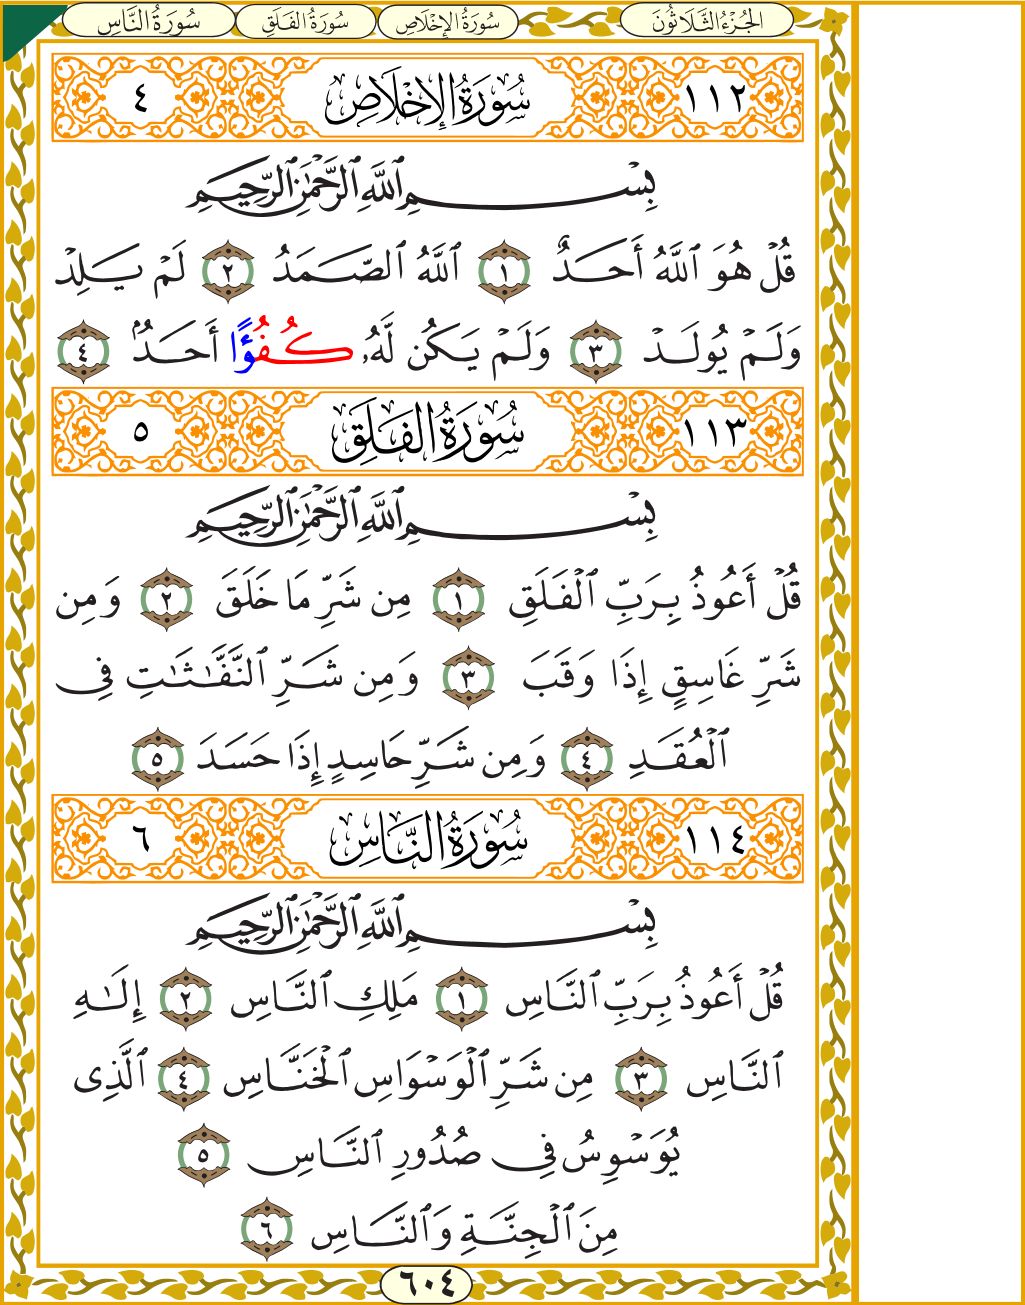 الجُزْءُ الثَّلَاثُونَ سُورَةُ الإِخْلَاصِ سُورَةُ الفَلَقِ سُورَةُ النَّاسِ
١١٢ سُورَةُ الإِخْلَاصِ ٤
بِسْمِ ٱللَّهِ ٱلرَّحْمَٰنِ ٱلرَّحِيمِ
قُلْ هُوَ ٱللَّهُ أَحَدٌ ١ ٱللَّهُ ٱلصَّمَدُ ٢ لَمْ يَلِدْ
وَلَمْ يُولَدْ ٣ وَلَمْ يَكُن لَّهُۥ كُفُؤًا أَحَدٌۢ ٤
١١٣ سُورَةُ الفَلَقِ ٥
بِسْمِ ٱللَّهِ ٱلرَّحْمَٰنِ ٱلرَّحِيمِ
قُلْ أَعُوذُ بِرَبِّ ٱلْفَلَقِ ١ مِن شَرِّ مَا خَلَقَ ٢ وَمِن
شَرِّ غَاسِقٍ إِذَا وَقَبَ ٣ وَمِن شَرِّ ٱلنَّفَّٰثَٰتِ فِى
ٱلْعُقَدِ ٤ وَمِن شَرِّ حَاسِدٍ إِذَا حَسَدَ ٥
١١٤ سُورَةُ النَّاسِ ٦
بِسْمِ ٱللَّهِ ٱلرَّحْمَٰنِ ٱلرَّحِيمِ
قُلْ أَعُوذُ بِرَبِّ ٱلنَّاسِ ١ مَلِكِ ٱلنَّاسِ ٢ إِلَٰهِ
ٱلنَّاسِ ٣ مِن شَرِّ ٱلْوَسْوَاسِ ٱلْخَنَّاسِ ٤ ٱلَّذِى
يُوَسْوِسُ فِى صُدُورِ ٱلنَّاسِ ٥
مِنَ ٱلْجِنَّةِ وَٱلنَّاسِ ٦
٦٠٤